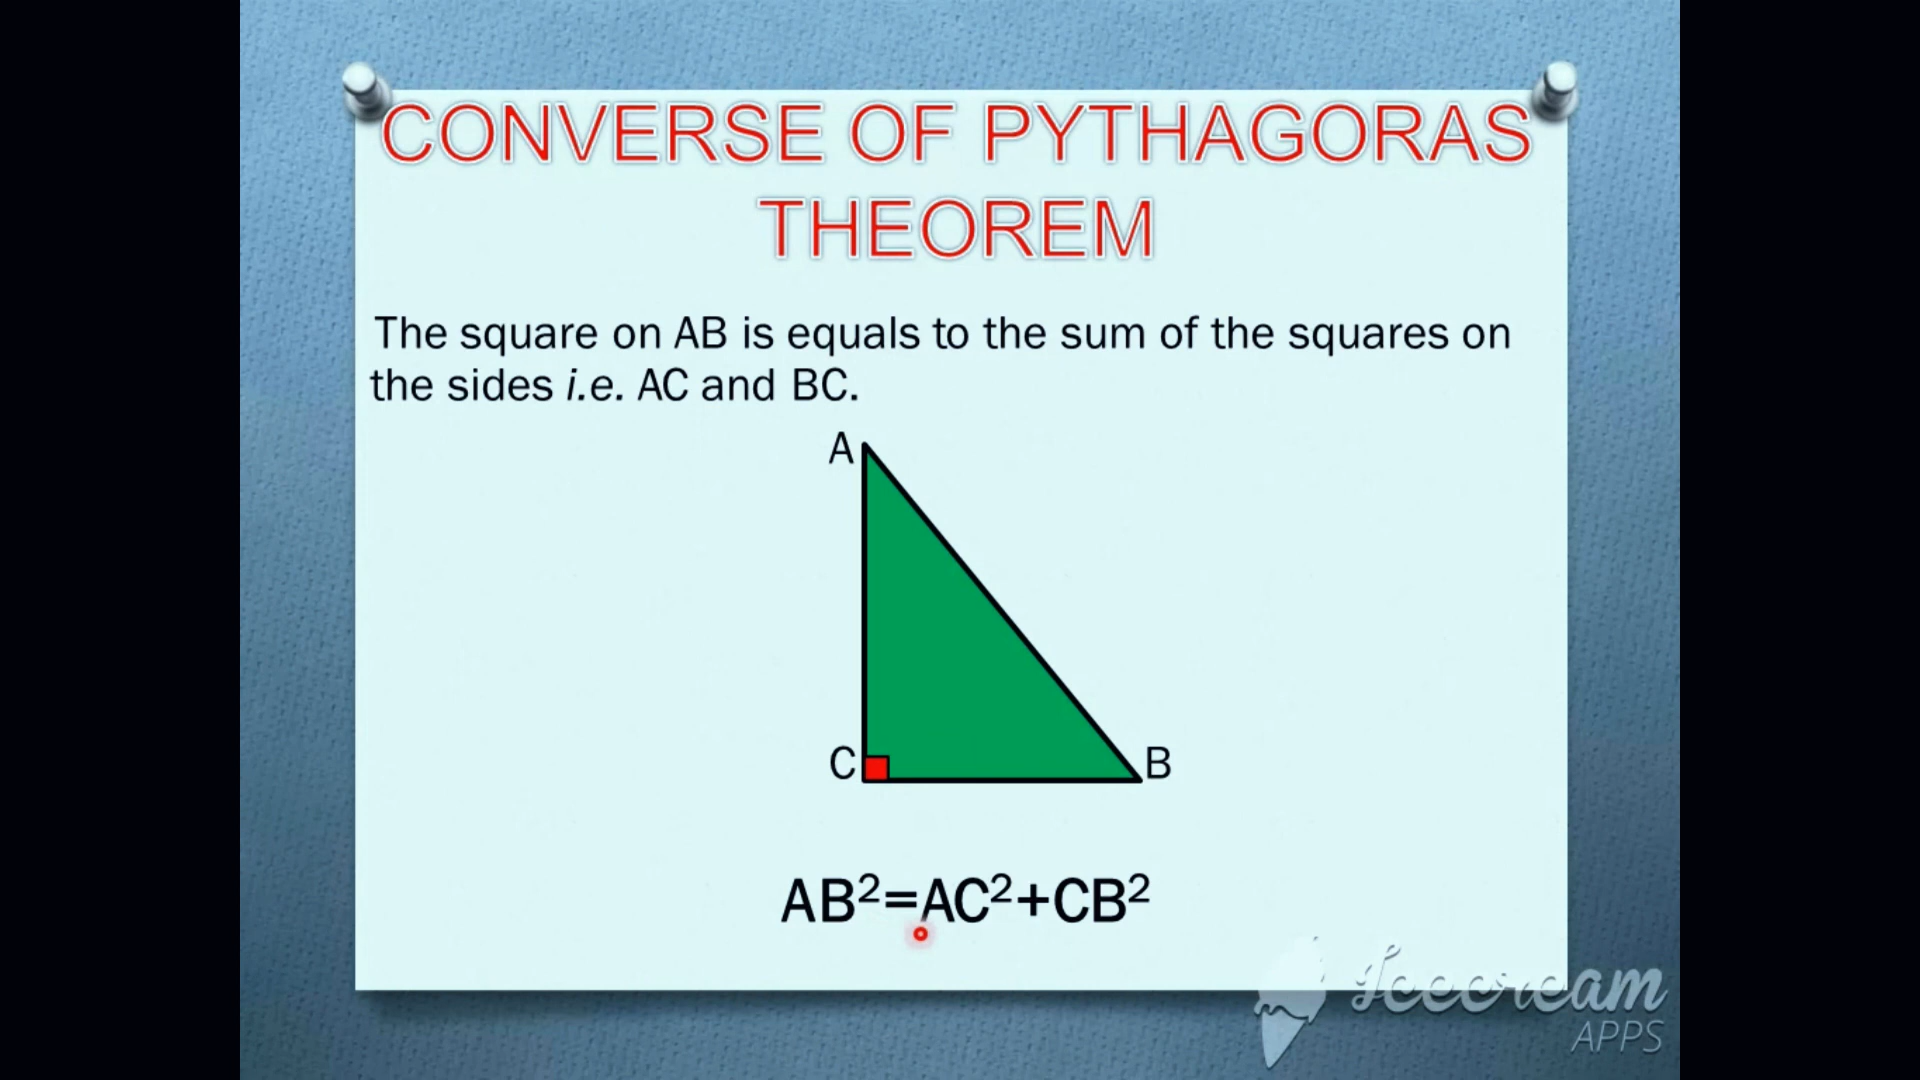 CONVERSE OF PYTHAGORAS
THEOREM
The square on AB is equals to the sum of the squares on
the sides i.e. AC and BC.
A
C
B
AB²=AC²+CB²
Icecream
APPS